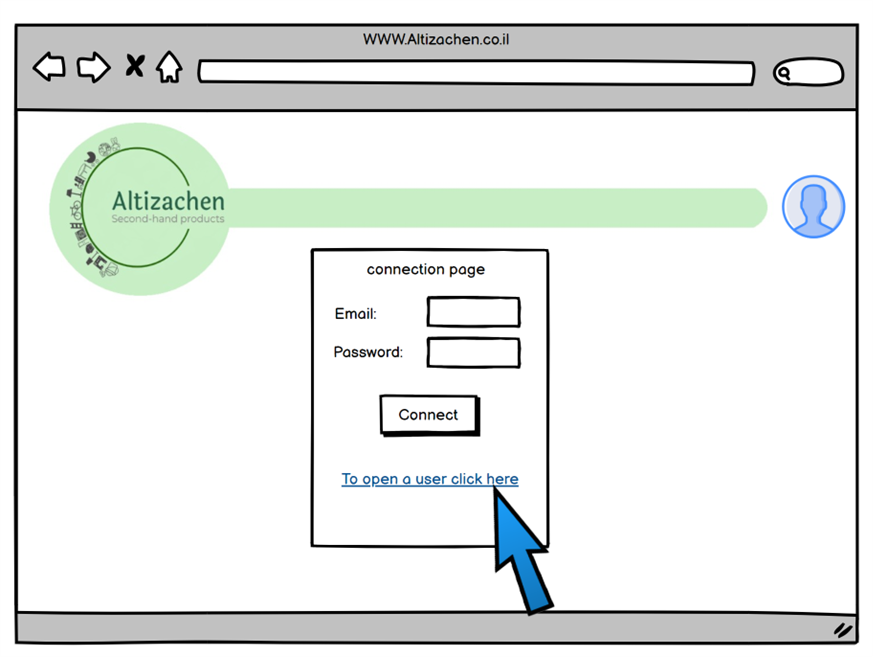 WWW.Altizachen.co.il
Altizachen
Second-hand products
connection page
Email:
Password:
Connect
To open a user click here